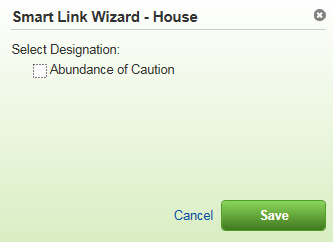 Smart Link Wizard - House
Select Designation:
Abundance of Caution
Cancel Save